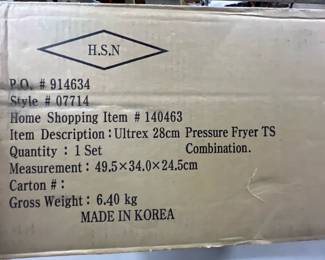 H.S.N
P.O. # 914634
Style # 07714
Home Shopping Item # 140463
Item Description : Ultrex 28cm Pressure Fryer TS
Quantity : 1 Set Combination.
Measurement : 49.5×34.0×24.5cm
Carton # :
Gross Weight : 6.40 kg
MADE IN KOREA